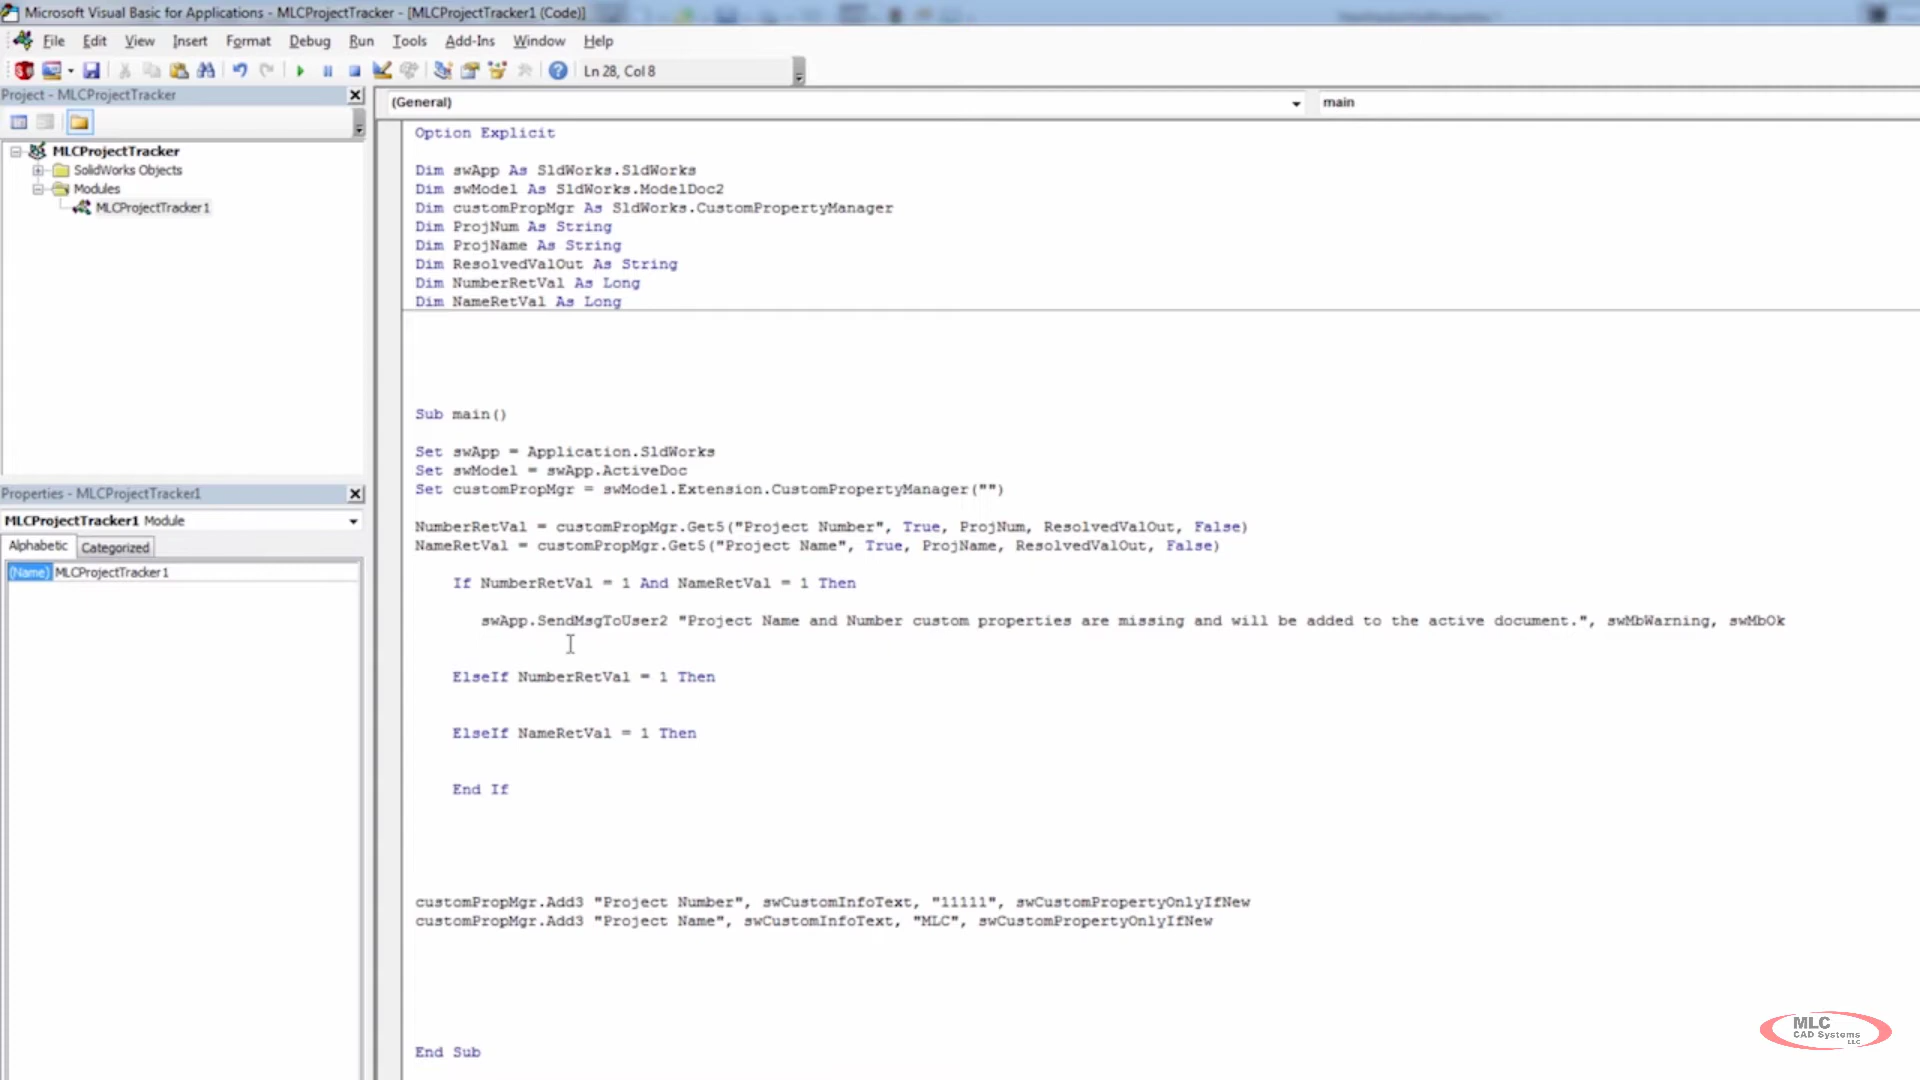 Microsoft Visual Basic for Applications - MLCProjectTracker - [MLCProjectTracker1 (Code)]
File Edit View Insert Format Debug Run Tools Add-Ins Window Help
Ln 28, Col 8
Project - MLCProjectTracker
MLCProjectTracker
SolidWorks Objects
Modules
MLCProjectTracker1
Properties - MLCProjectTracker1
MLCProjectTracker1 Module
Alphabetic Categorized
(Name) MLCProjectTracker1
(General) main
Option Explicit
Dim swApp As SldWorks.SldWorks
Dim swModel As SldWorks.ModelDoc2
Dim customPropMgr As SldWorks.CustomPropertyManager
Dim ProjNum As String
Dim ProjName As String
Dim ResolvedValOut As String
Dim NumberRetVal As Long
Dim NameRetVal As Long
Sub main()
Set swApp = Application.SldWorks
Set swModel = swApp.ActiveDoc
Set customPropMgr = swModel.Extension.CustomPropertyManager("")
NumberRetVal = customPropMgr.Get5("Project Number", True, ProjNum, ResolvedValOut, False)
NameRetVal = customPropMgr.Get5("Project Name", True, ProjName, ResolvedValOut, False)
If NumberRetVal = 1 And NameRetVal = 1 Then
swApp.SendMsgToUser2 "Project Name and Number custom properties are missing and will be added to the active document.", swMbWarning, swMbOk
ElseIf NumberRetVal = 1 Then
ElseIf NameRetVal = 1 Then
End If
customPropMgr.Add3 "Project Number", swCustomInfoText, "11111", swCustomPropertyOnlyIfNew
customPropMgr.Add3 "Project Name", swCustomInfoText, "MLC", swCustomPropertyOnlyIfNew
End Sub
MLC
CAD Systems
LLC